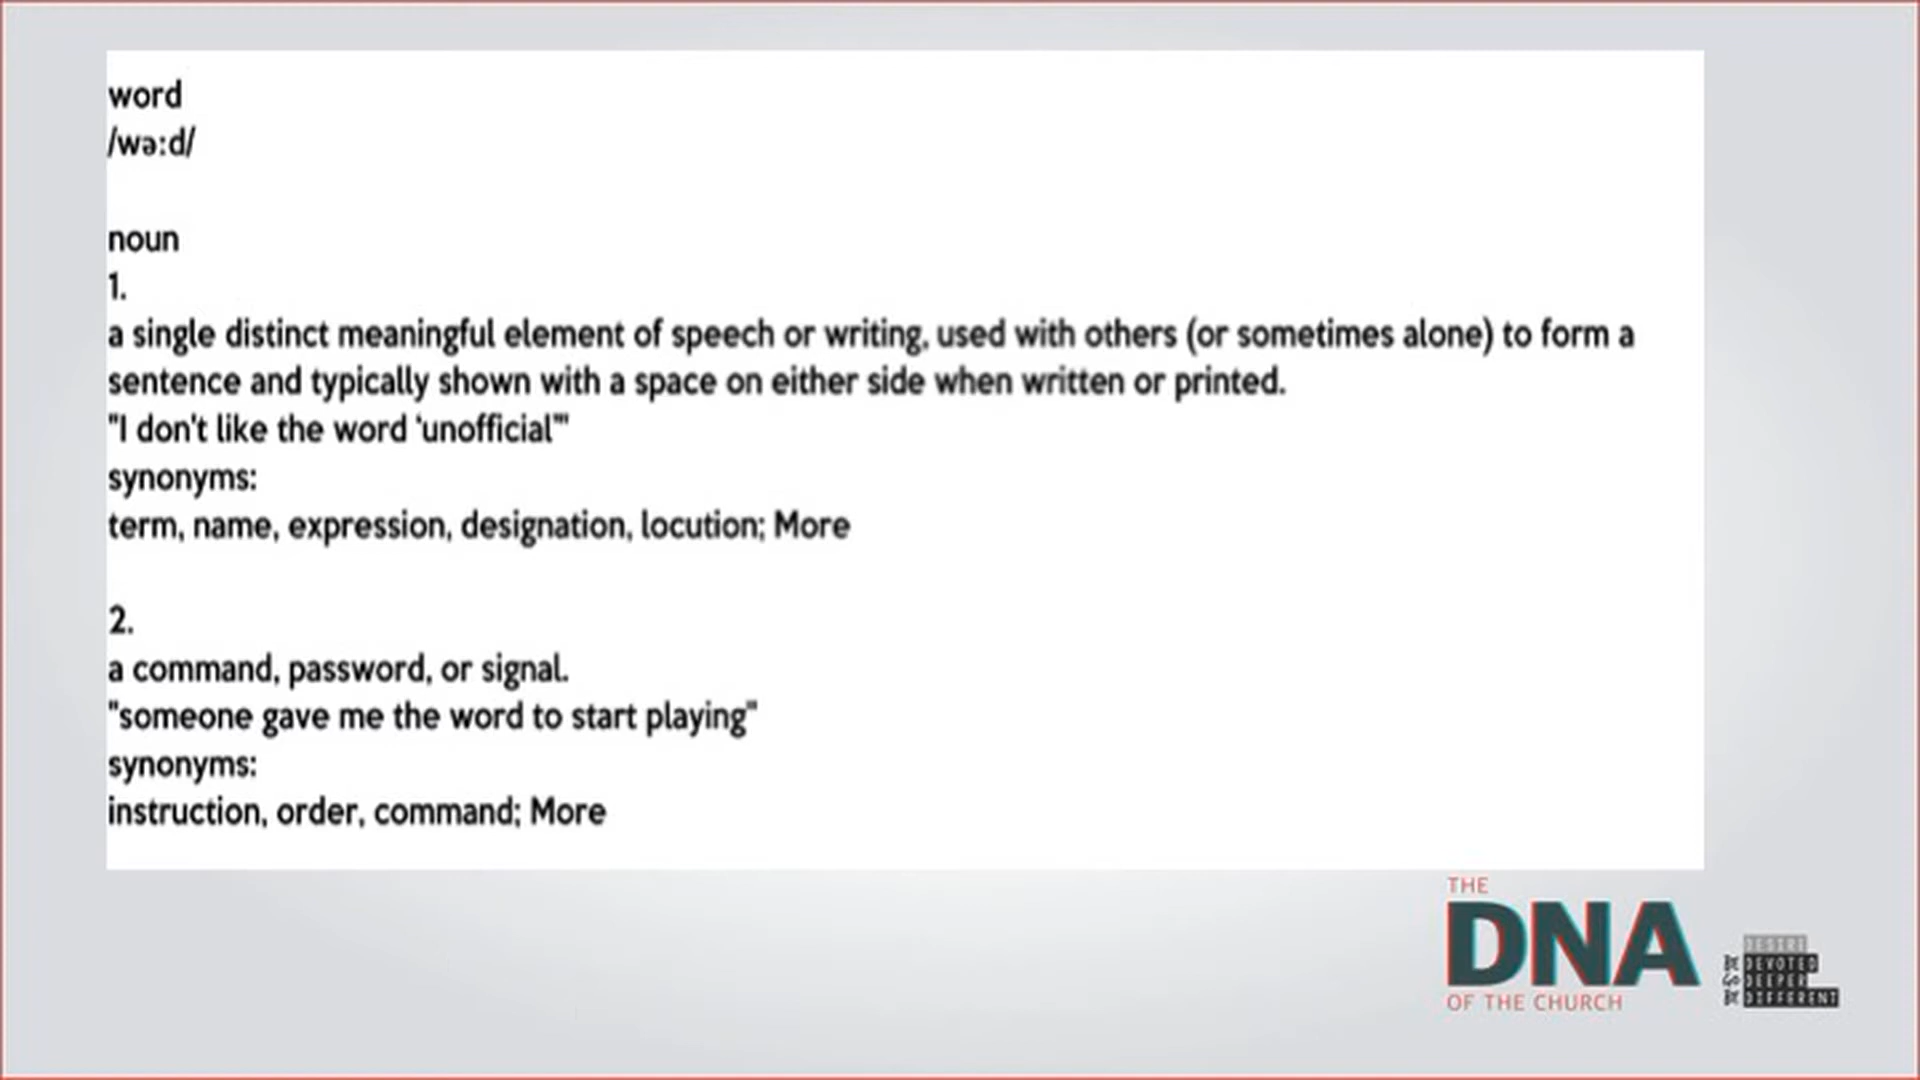 word
/wə:d/
noun
1.
a single distinct meaningful element of speech or writing, used with others (or sometimes alone) to form a
sentence and typically shown with a space on either side when written or printed.
"I don't like the word ‘unofficial’"
synonyms:
term, name, expression, designation, locution; More
2.
a command, password, or signal.
"someone gave me the word to start playing"
synonyms:
instruction, order, command; More
THE
DNA
OF THE CHURCH
DESIRE
DEVOTED
DEEPER
DIFFERENT